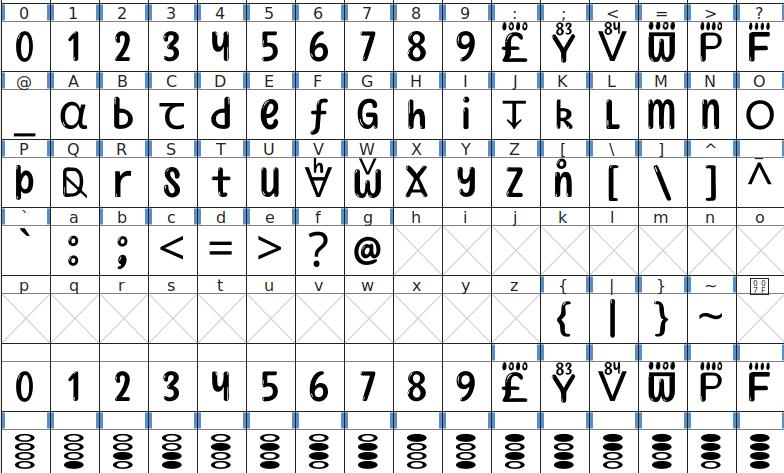 0 1 2 3 4 5 6 7 8 9 : ; < = > ?
0 1 2 3 4 5 6 7 8 9 £ 83 Y 84 V W P F
@ A B C D E F G H I J K L M N O
_ α b d e f G h i k L m n O
P Q R S T U V W X Y Z [ \ ] ^
p r s t u h V W X y z n [ \ ] ^
` a b c d e f g h i j k l m n o
` : ; < = > ? @
p q r s t u v w x y z { | } ~ 007F
{ | } ~
0 1 2 3 4 5 6 7 8 9 £ 83 Y 84 V W P F